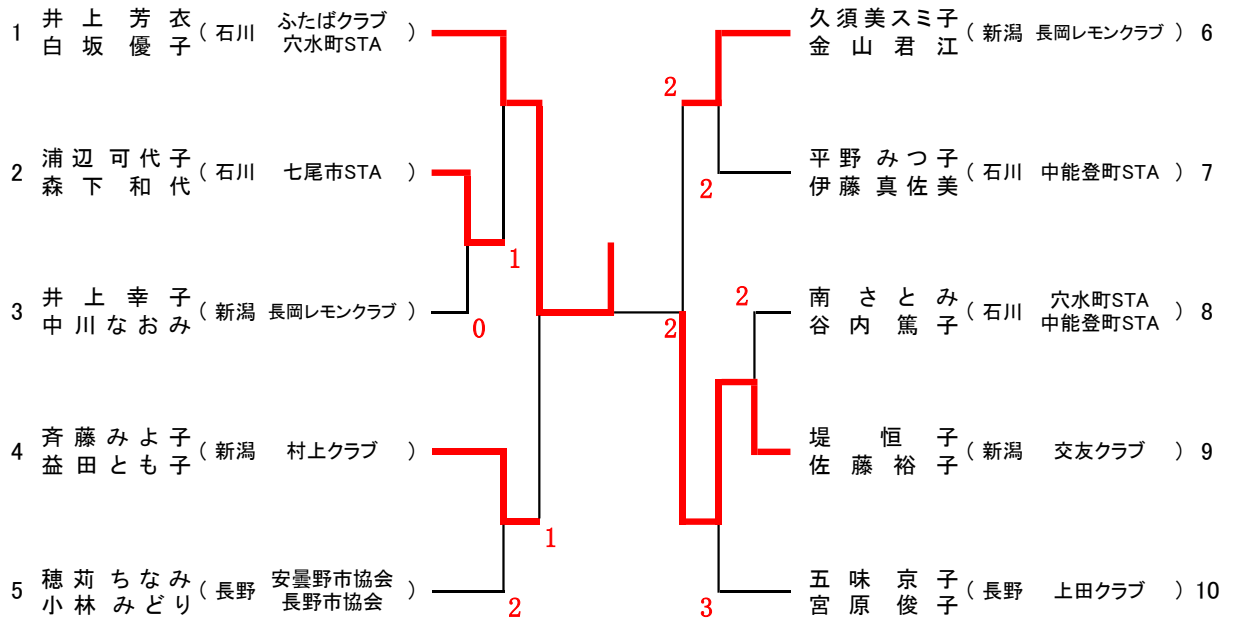 1 井上芳衣 (石川 ふたばクラブ)
白坂優子 穴水町STA
2 浦辺可代子 (石川 七尾市STA)
森下和代
1
3 井上幸子 (新潟 長岡レモンクラブ)
中川なおみ
0
4 斉藤みよ子 (新潟 村上クラブ)
益田とも子
1
5 穂苅ちなみ (長野 安曇野市協会)
小林みどり 長野市協会
2
久須美スミ子 (新潟 長岡レモンクラブ) 6
金山君江
2
平野みつ子 (石川 中能登町STA) 7
伊藤真佐美
2
2
南さとみ (石川 穴水町STA) 8
谷内篤子 中能登町STA
2
堤恒子 (新潟 交友クラブ) 9
佐藤裕子
五味京子 (長野 上田クラブ) 10
宮原俊子
3